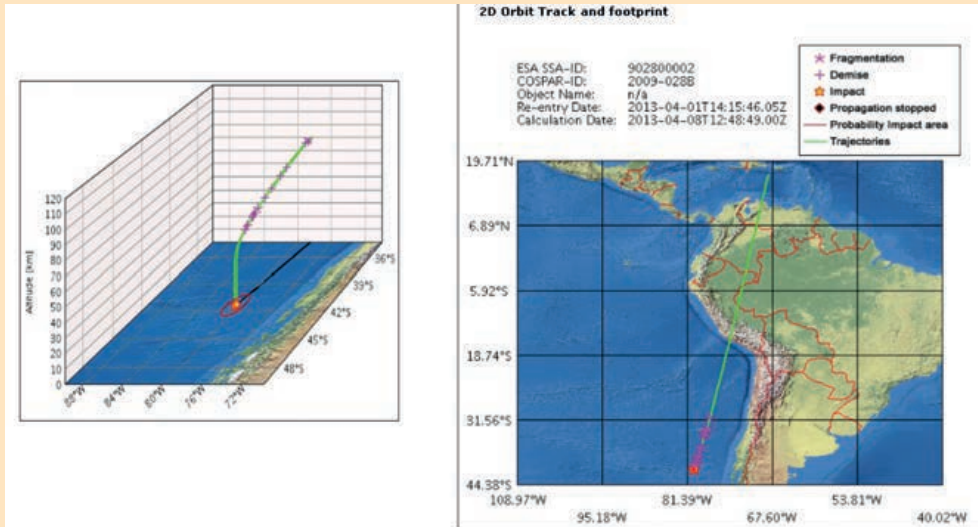 2D Orbit Track and footprint
ESA SSA-ID: 902800002
COSPAR-ID: 2009-028B
Object Name: n/a
Re-entry Date: 2013-04-01T14:15:46.05Z
Calculation Date: 2013-04-08T12:48:49.00Z
Fragmentation
Demise
Impact
Propagation stopped
Probability Impact area
Trajectories
Altitude [km]
120
110
100
90
80
70
60
50
40
30
20
10
0
88°W
84°W
80°W
76°W
72°W
36°S
39°S
42°S
45°S
48°S
19.71°N
6.89°N
5.92°S
18.74°S
31.56°S
44.38°S
108.97°W
95.18°W
81.39°W
67.60°W
53.81°W
40.02°W